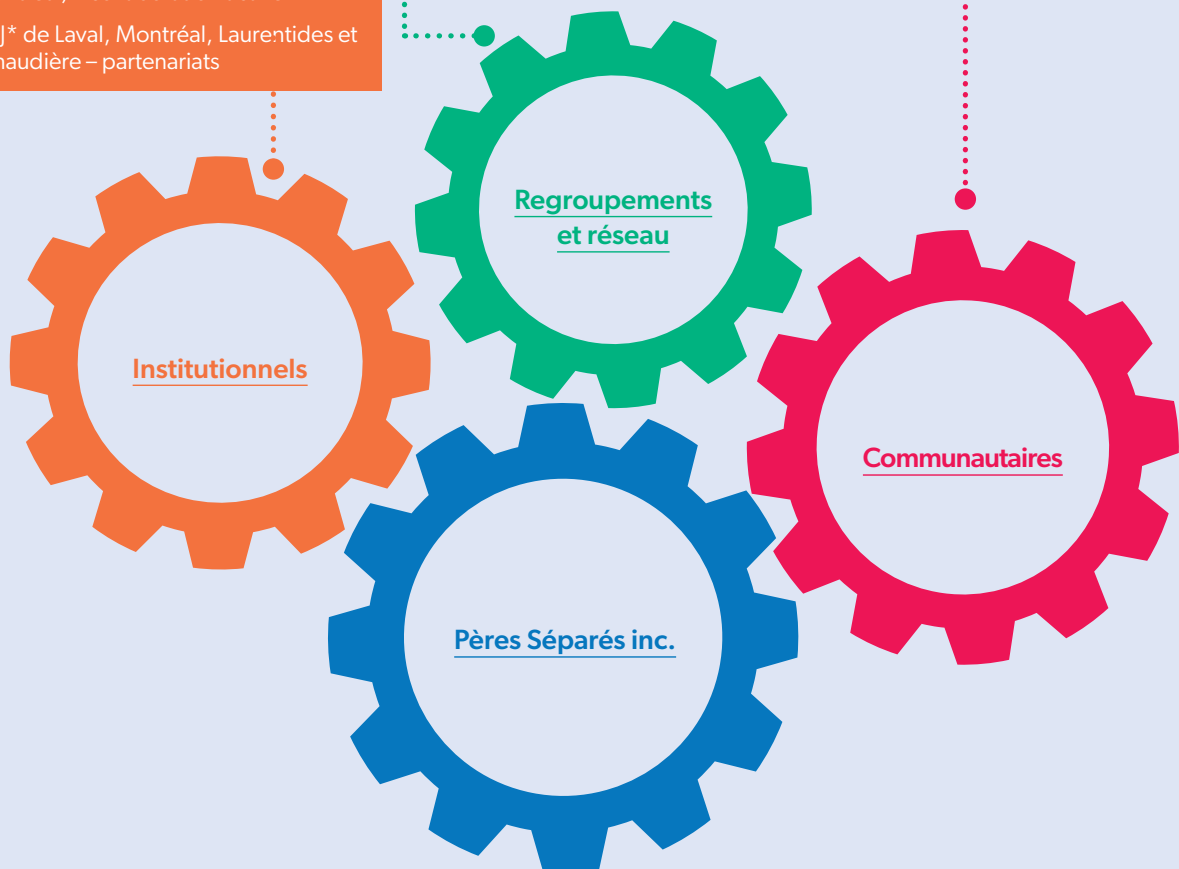 J* de Laval, Montréal, Laurentides et
naudière – partenariats
Regroupements
et réseau
Institutionnels
Communautaires
Pères Séparés inc.